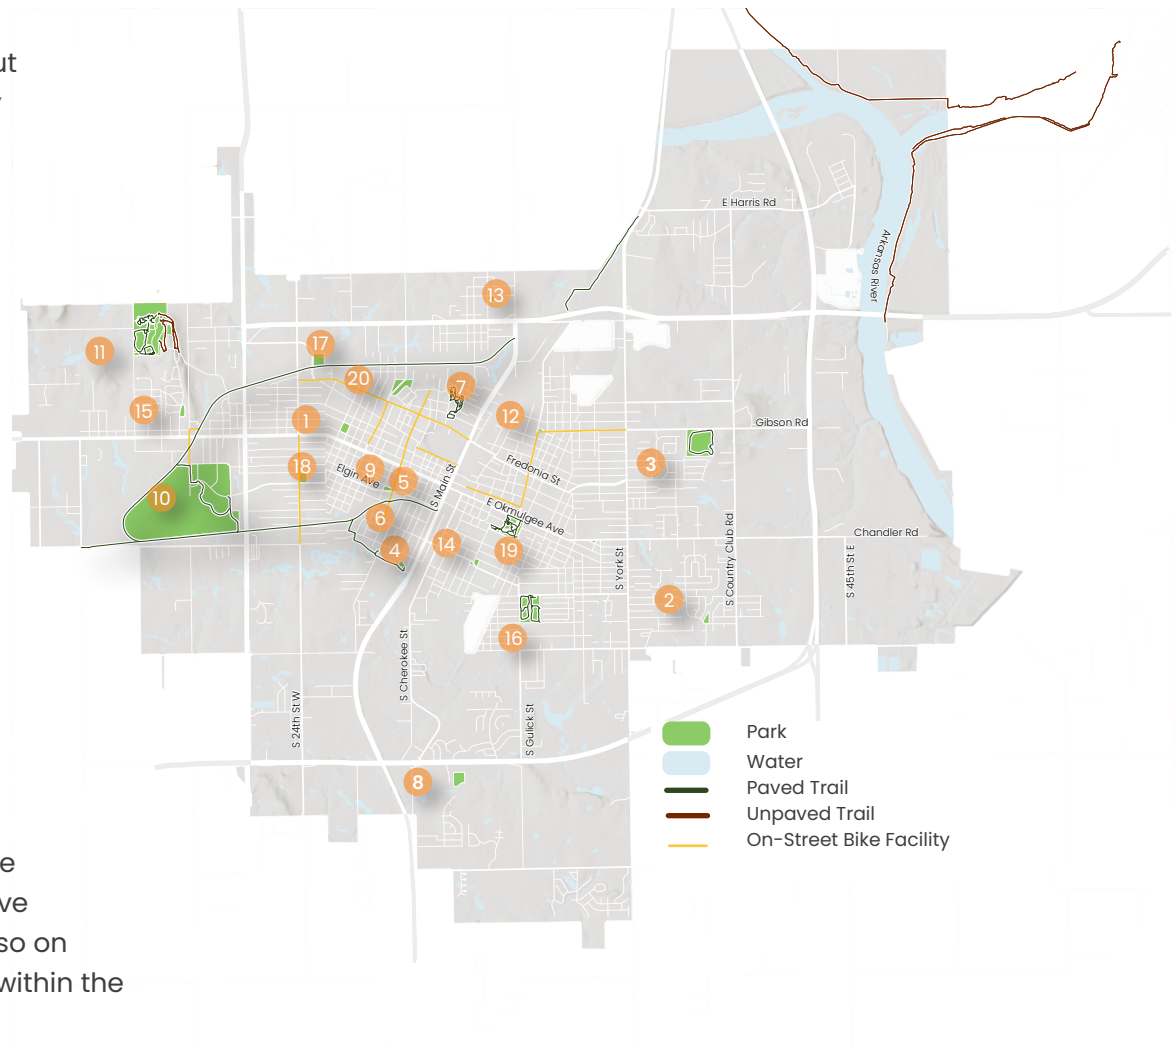 ut
E Harris Rd
Arkansas River
13
17
11
20
7
15
1
12
Gibson Rd
3
18
9
Elgin Ave
5
S Main St
Fredonia St
10
6
E Okmulgee Ave
4
14
19
Chandler Rd
S York St
S Country Club Rd
S 45th St E
2
16
S Cherokee St
S 24th St W
S Gulick St
8
Park
Water
Paved Trail
Unpaved Trail
On-Street Bike Facility
e
ve
so on
within the